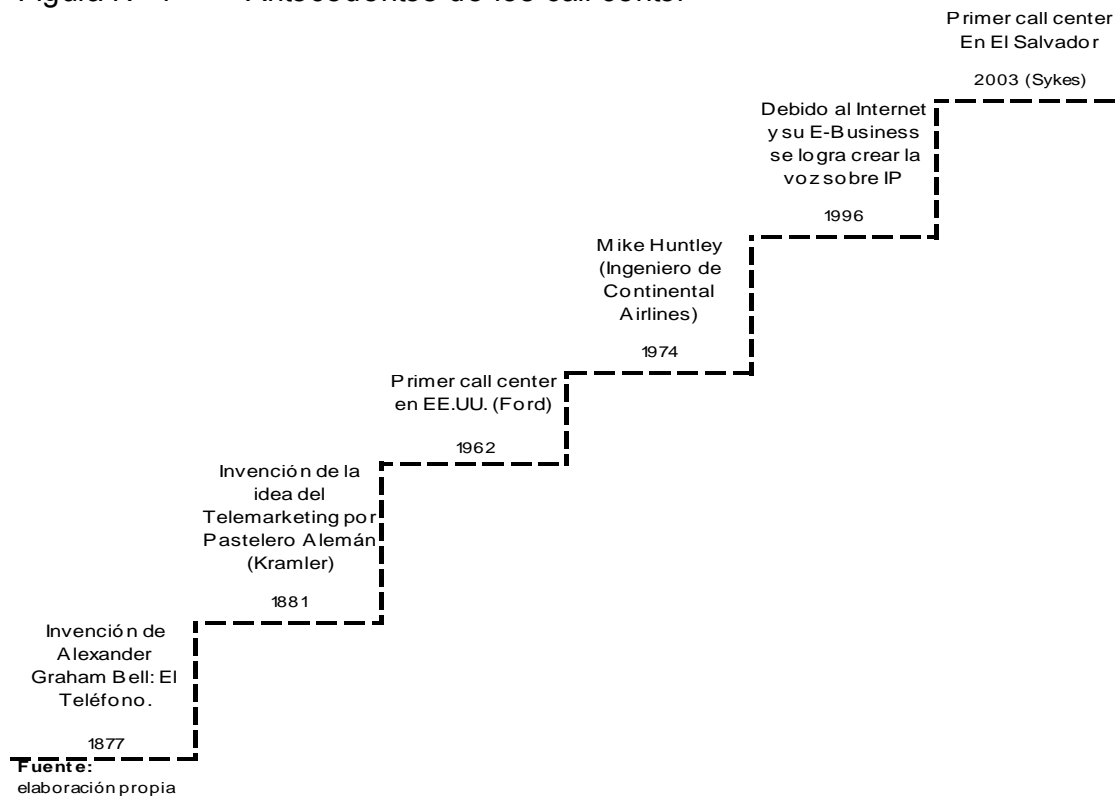 Primer call center
En El Salvador
2003 (Sykes)
Debido al Internet
y su E-Business
se logra crear la
voz sobre IP
1996
Mike Huntley
(Ingeniero de
Continental
Airlines)
1974
Primer call center
en EE.UU. (Ford)
1962
Invención de la
idea del
Telemarketing por
Pastelero Alemán
(Kramler)
1881
Invención de
Alexander
Graham Bell: El
Teléfono.
1877
Fuente:
elaboración propia